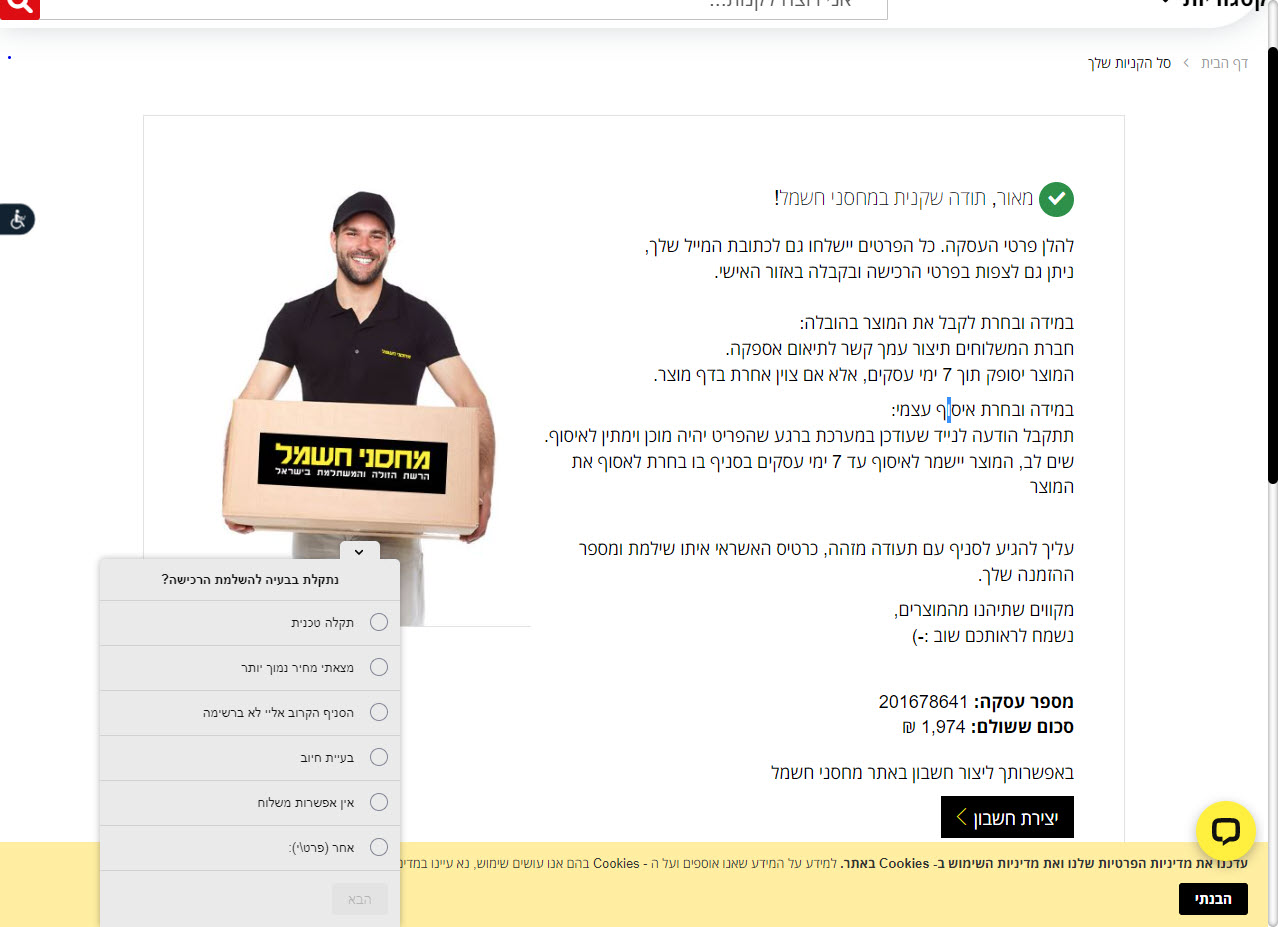 קטגוריות
אני רוצה לקנות...
דף הבית > סל הקניות שלך
מאור, תודה שקנית במחסני חשמל!
להלן פרטי העסקה. כל הפרטים יישלחו גם לכתובת המייל שלך,
ניתן גם לצפות בפרטי הרכישה ובקבלה באזור האישי.
במידה ובחרת לקבל את המוצר בהובלה:
חברת המשלוחים תיצור עמך קשר לתיאום אספקה.
המוצר יסופק תוך 7 ימי עסקים, אלא אם צוין אחרת בדף מוצר.
במידה ובחרת איסוף עצמי:
תתקבל הודעה לנייד שעודכן במערכת ברגע שהפריט יהיה מוכן וימתין לאיסוף.
שים לב, המוצר יישמר לאיסוף עד 7 ימי עסקים בסניף בו בחרת לאסוף את
המוצר
עליך להגיע לסניף עם תעודה מזהה, כרטיס האשראי איתו שילמת ומספר
ההזמנה שלך.
מקווים שתיהנו מהמוצרים,
נשמח לראותכם שוב :-)
מספר עסקה: 201678641
סכום ששולם: 1,974 ₪
באפשרותך ליצור חשבון באתר מחסני חשמל
יצירת חשבון
מחסני חשמל
מחסני חשמל
הרשת הזולה והמשתלמת בישראל
נתקלת בבעיה להשלמת הרכישה?
תקלה טכנית
מצאתי מחיר נמוך יותר
הסניף הקרוב אליי לא ברשימה
בעיית חיוב
אין אפשרות משלוח
אחר (פרט\י):
הבא
עדכנו את מדיניות הפרטיות שלנו ואת מדיניות השימוש ב- Cookies באתר. למידע על המידע שאנו אוספים ועל ה - Cookies בהם אנו עושים שימוש, נא עיינו
הבנתי